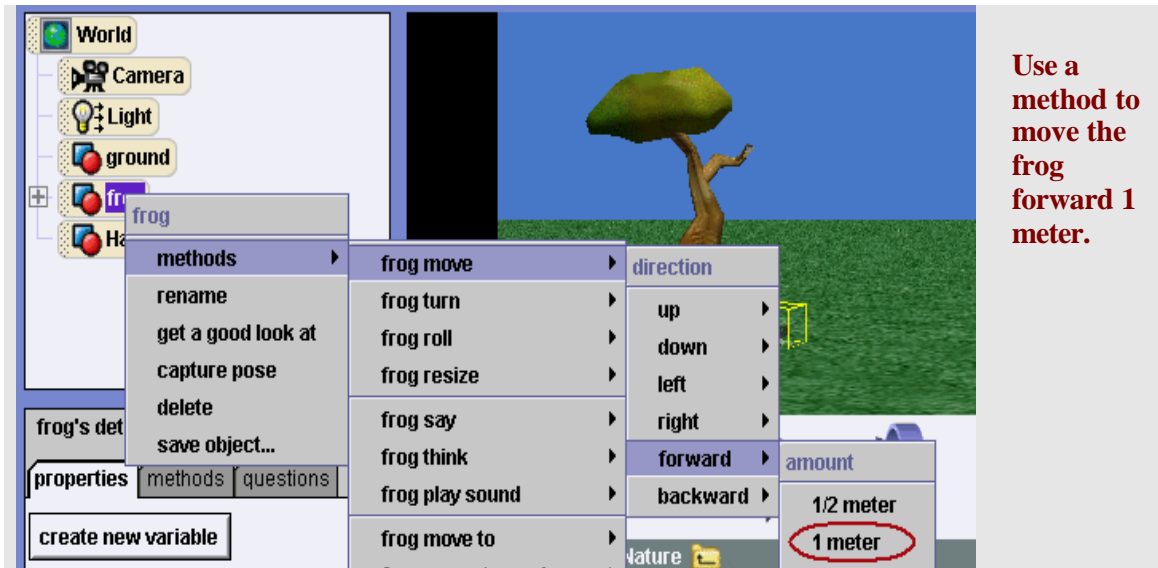 World
Camera
Light
ground
frog
methods
rename
get a good look at
capture pose
delete
save object...
frog move
frog turn
frog roll
frog resize
frog say
frog think
frog play sound
frog move to
direction
up
down
left
right
forward
backward
amount
1/2 meter
1 meter
frog's det
properties
methods
questions
create new variable
Nature
Use a
method to
move the
frog
forward 1
meter.